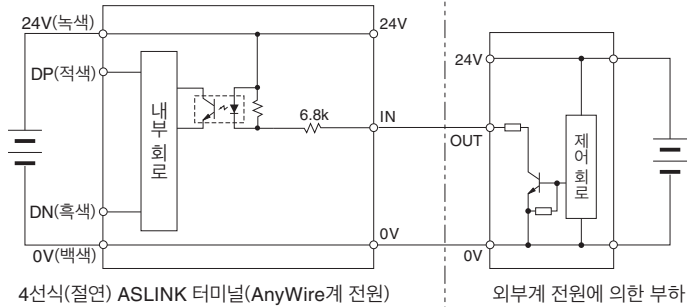 24V(녹색)
24V
DP(적색)
내부 회로
6.8k
IN
DN(흑색)
0V(백색)
0V
24V
OUT
제어 회로
0V
4선식(절연) ASLINK 터미널(AnyWire계 전원)
외부계 전원에 의한 부하